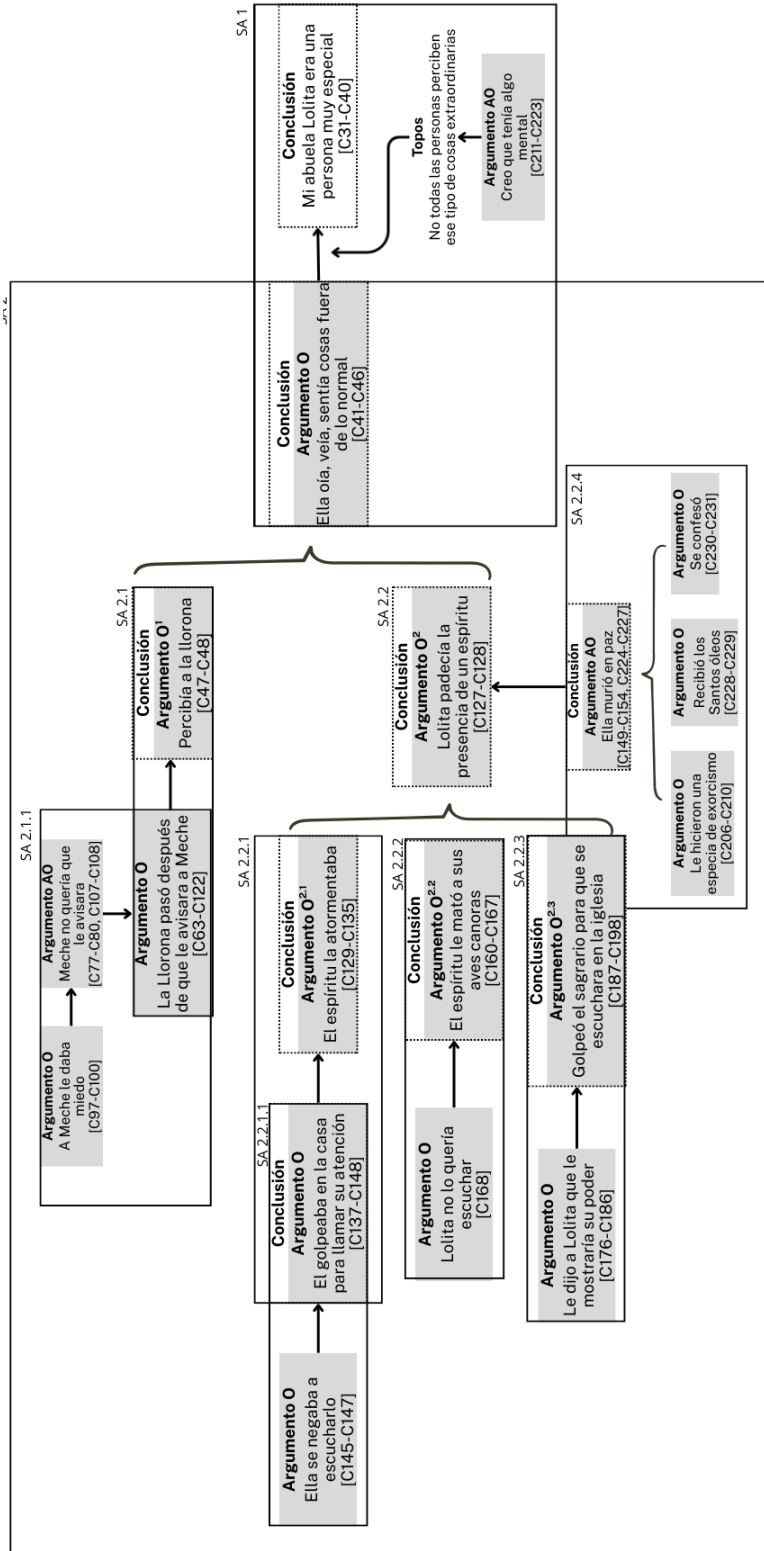 SA 2
SA 2.1.1
Argumento O
A Meche le daba
miedo
[C97-C100]
Argumento AO
Meche no quería que
le avisara
[C77-C80, C107-C108]
SA 2.1
Argumento O
La Llorona pasó después
de que le avisara a Meche
[C63-C122]
Conclusión
Argumento O¹
Percibía a la llorona
[C47-C48]
SA 2.2.1
SA 2.2.1.1
Argumento O
Ella se negaba a
escucharlo
[C145-C147]
Conclusión
Argumento O
El golpeaba en la casa
para llamar su atención
[C137-C148]
Conclusión
Argumento O²·¹
El espíritu la atormentaba
[C129-C135]
SA 2.2
Conclusión
Argumento O²
Lolita padecía la
presencia de un espíritu
[C127-C128]
SA 2.2.2
Argumento O
Lolita no lo quería
escuchar
[C168]
Conclusión
Argumento O²·²
El espíritu le mató a sus
aves canoras
[C160-C167]
SA 2.2.3
Argumento O
Le dijo a Lolita que le
mostraría su poder
[C176-C186]
Conclusión
Argumento O²·³
Golpeó el sagrario para que se
escuchara en la iglesia
[C187-C198]
SA 2.2.4
Conclusión
Argumento AO
Ella murió en paz
[C149-C154, C224-C227]
Argumento O
Le hicieron una
especia de exorcismo
[C206-C210]
Argumento O
Recibió los
Santos óleos
[C228-C229]
Argumento O
Se confesó
[C230-C231]
SA 1
Conclusión
Argumento O
Ella oía, veía, sentía cosas fuera
de lo normal
[C41-C46]
Conclusión
Mi abuela Lolita era una
persona muy especial
[C31-C40]
Topos
No todas las personas perciben
ese tipo de cosas extraordinarias
Argumento AO
Creo que tenía algo
mental
[C211-C223]